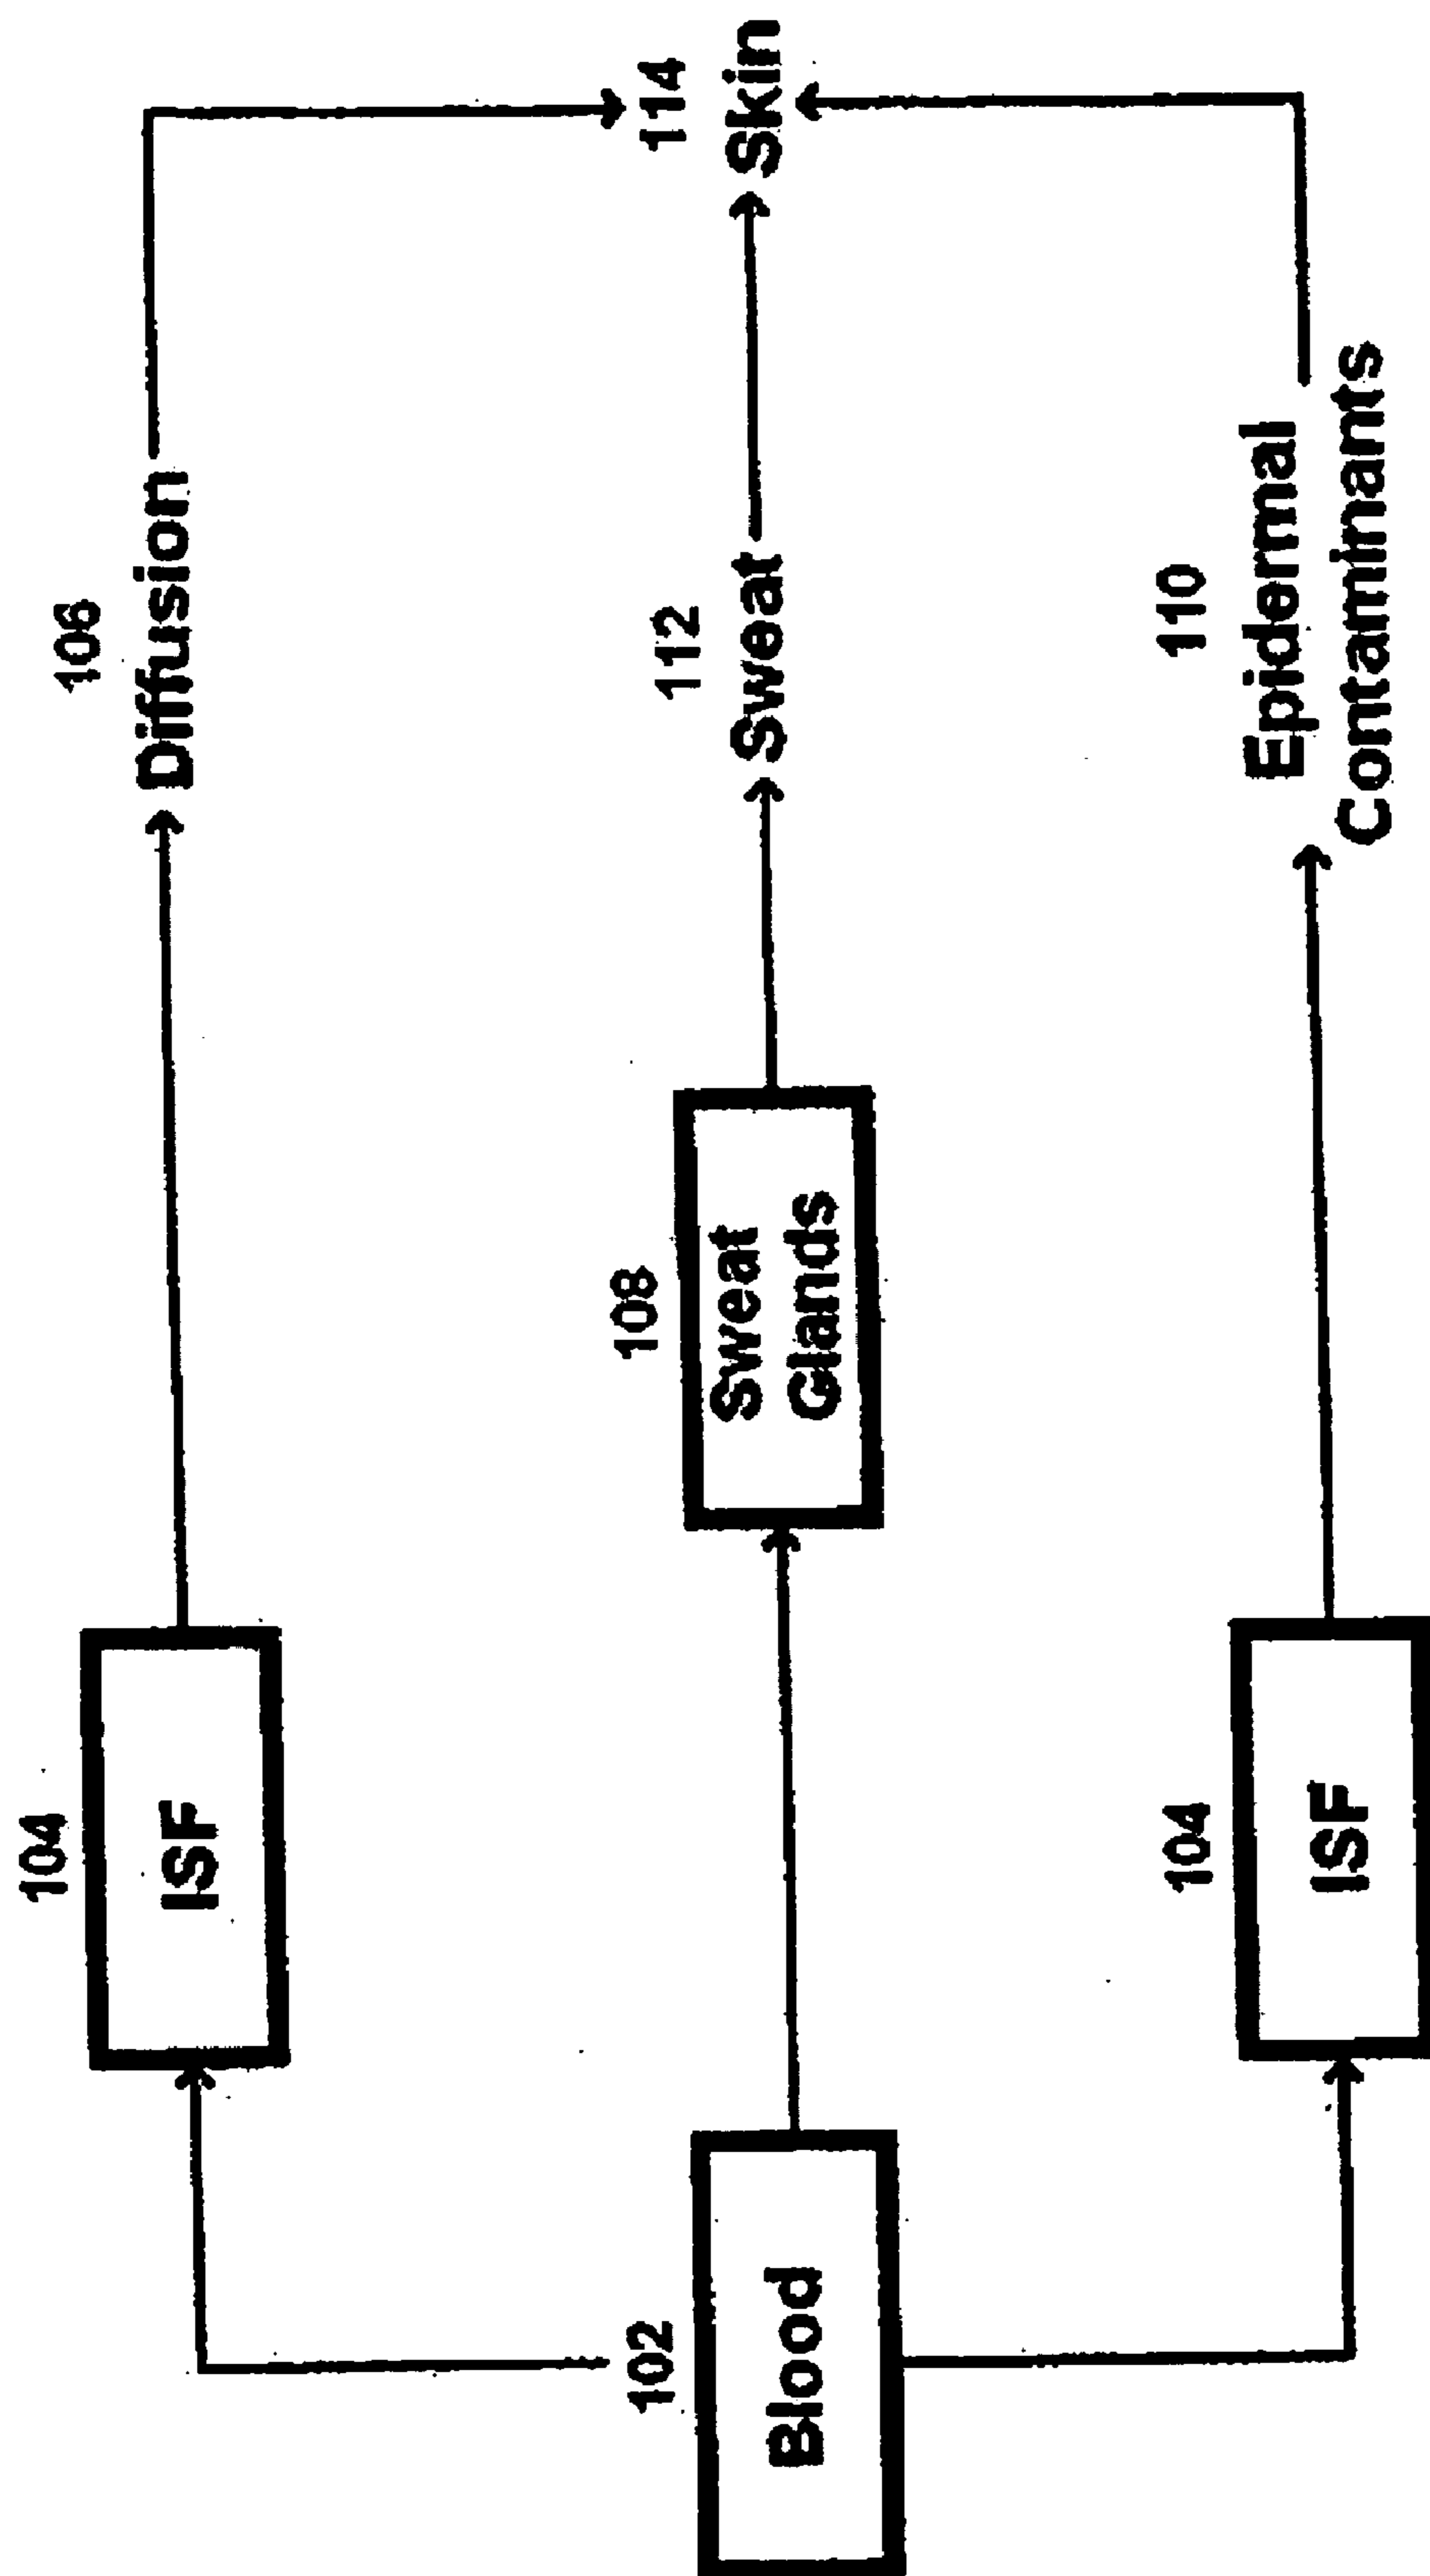 104
ISF
106
Diffusion
102
Blood
108
Sweat
Glands
112
Sweat
114
Skin
104
ISF
110
Epidermal
Contaminants